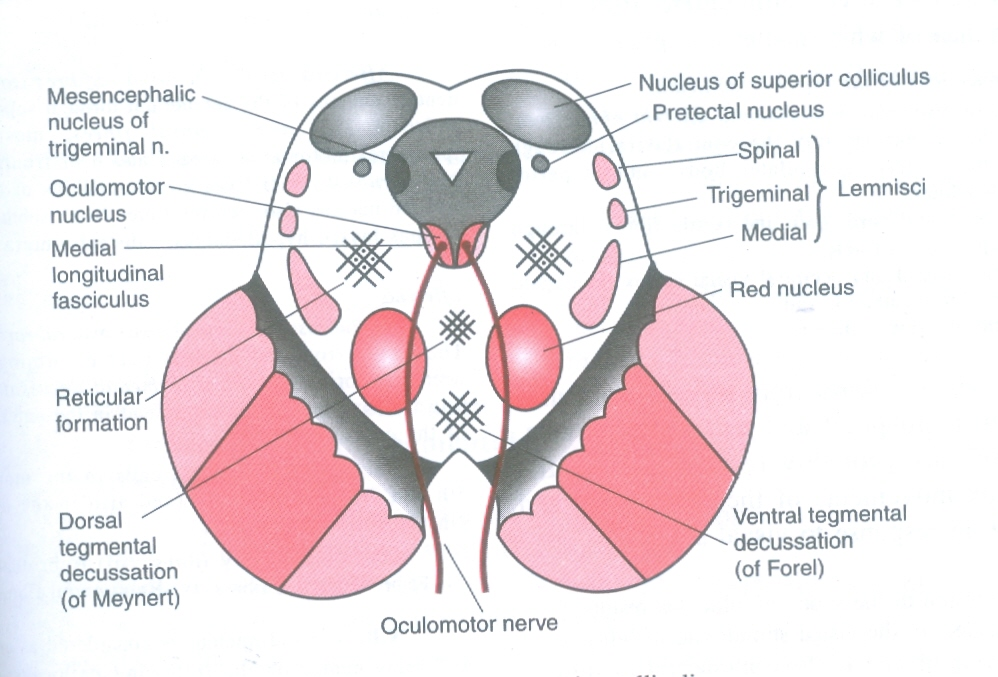 Mesencephalic
nucleus of
trigeminal n.
Oculomotor
nucleus
Medial
longitudinal
fasciculus
Reticular
formation
Dorsal
tegmental
decussation
(of Meynert)
Nucleus of superior colliculus
Pretectal nucleus
Spinal
Trigeminal
Medial
Lemnisci
Red nucleus
Ventral tegmental
decussation
(of Forel)
Oculomotor nerve